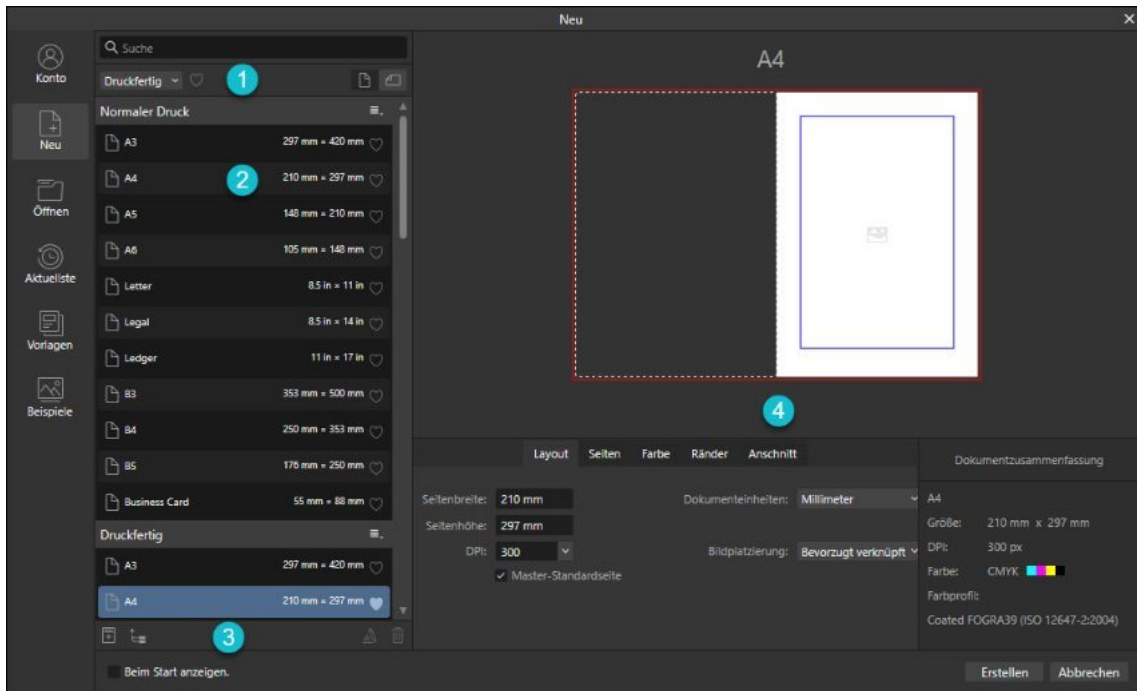 Neu
Konto
Neu
Öffnen
Aktuellste
Vorlagen
Beispiele
Suche
Druckfertig
1
Normaler Druck
A3 297 mm × 420 mm
A4 2 210 mm × 297 mm
A5 148 mm × 210 mm
A6 105 mm × 148 mm
Letter 8.5 in × 11 in
Legal 8.5 in × 14 in
Ledger 11 in × 17 in
B3 353 mm × 500 mm
B4 250 mm × 353 mm
B5 176 mm × 250 mm
Business Card 55 mm × 88 mm
Druckfertig
A3 297 mm × 420 mm
A4 210 mm × 297 mm
3
Beim Start anzeigen.
A4
4
Layout Seiten Farbe Ränder Anschnitt
Seitenbreite: 210 mm
Seitenhöhe: 297 mm
DPI: 300
Master-Standardseite
Dokumenteinheiten: Millimeter
Bildplatzierung: Bevorzugt verknüpft
Dokumentzusammenfassung
A4
Größe: 210 mm x 297 mm
DPI: 300 px
Farbe: CMYK
Farbprofil:
Coated FOGRA39 (ISO 12647-2:2004)
Erstellen Abbrechen